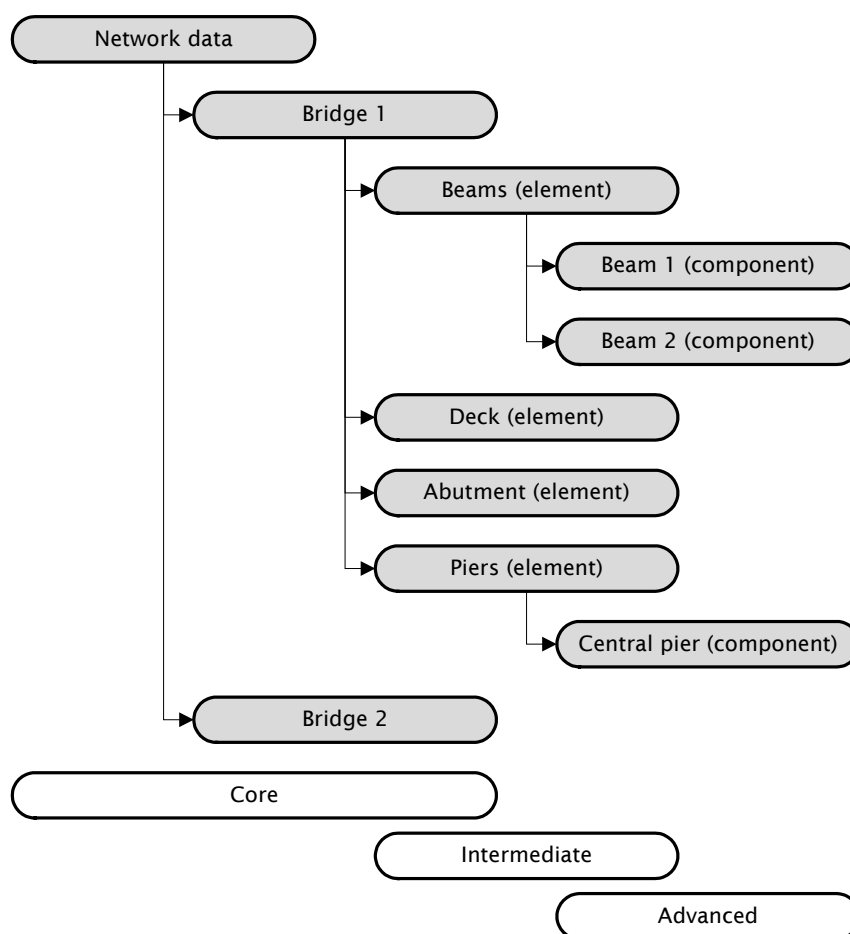 Network data
Bridge 1
Beams (element)
Beam 1 (component)
Beam 2 (component)
Deck (element)
Abutment (element)
Piers (element)
Central pier (component)
Bridge 2
Core
Intermediate
Advanced